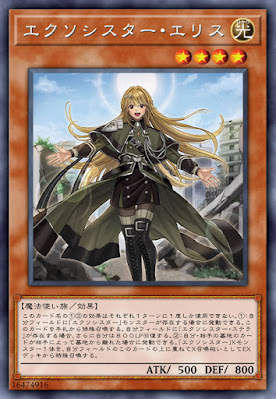 エクソシスター・エリス
光
【魔法使い族/効果】
このカード名の①②の効果はそれぞれ1ターンに1度しか使用できない。①:自
分フィールドに「エクソシスター」モンスターが存在する場合に発動できる。
このカードを手札から特殊召喚する。自分フィールドに「エクソシスター・ステラ」
が存在する場合、さらに自分は800LP回復する。②:自分・相手の墓地のカー
ドが相手によって墓地から離れた場合に発動できる。「エクソシスター」Xモン
スター1体を、自分フィールドのこのカードの上に重ねてX召喚扱いとしてEX
デッキから特殊召喚する。
ATK/ 500 DEF/ 800
16474916